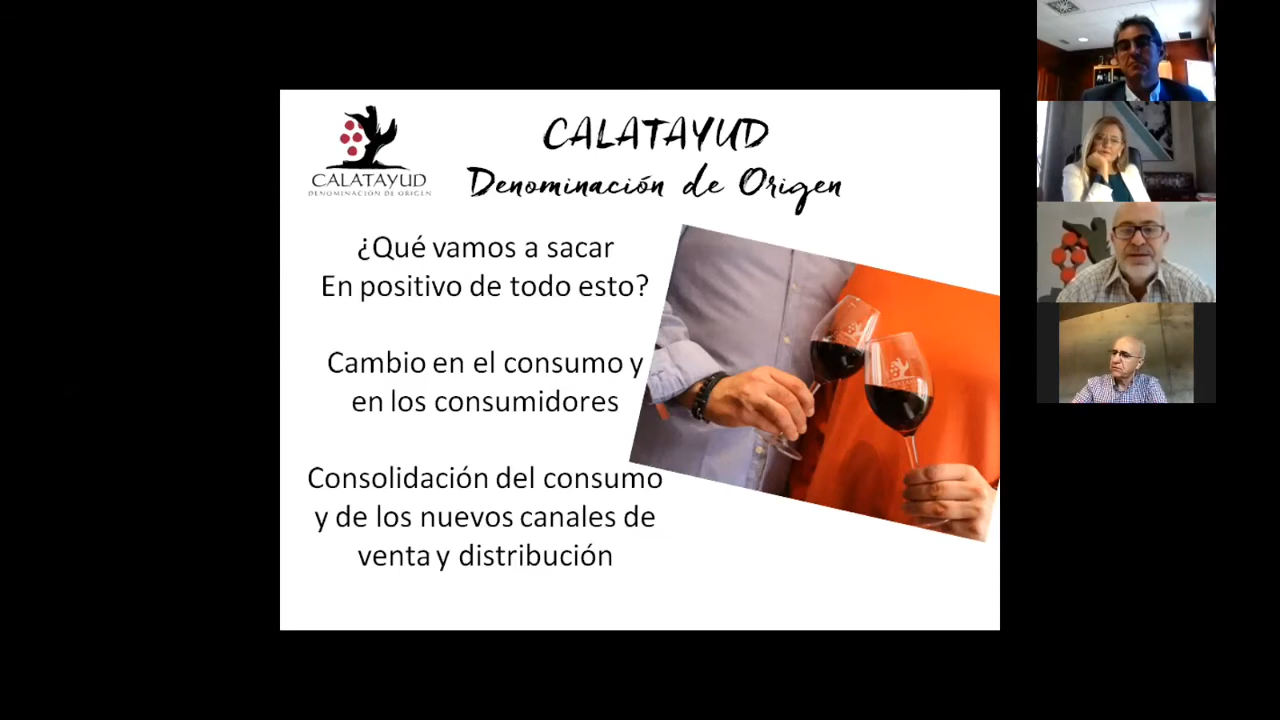 CALATAYUD
DENOMINACIÓN DE ORIGEN
CALATAYUD
Denominación de Origen
¿Qué vamos a sacar
En positivo de todo esto?
Cambio en el consumo y
en los consumidores
Consolidación del consumo
y de los nuevos canales de
venta y distribución